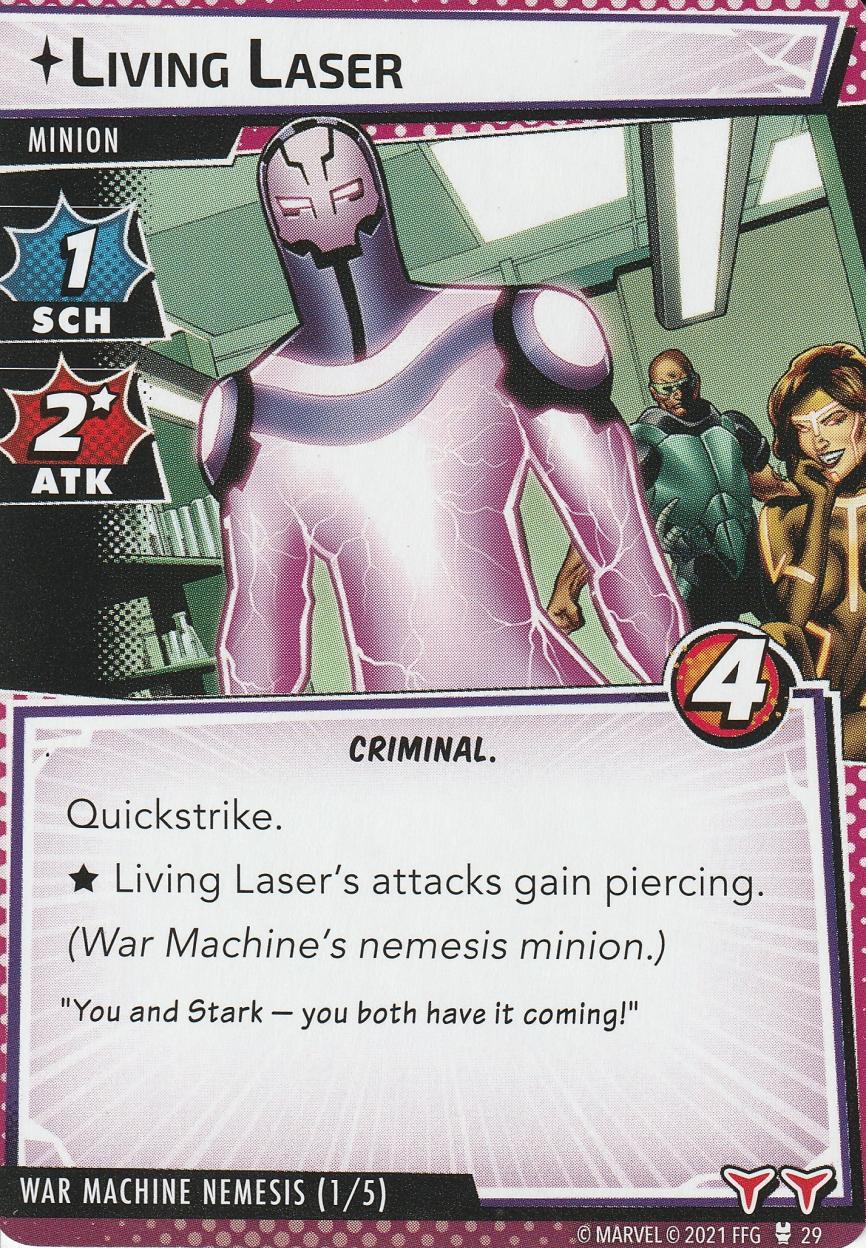 LIVING LASER
MINION
1
SCH
2
ATK
4
CRIMINAL.
Quickstrike.
★ Living Laser's attacks gain piercing.
(War Machine's nemesis minion.)
"You and Stark — you both have it coming!"
WAR MACHINE NEMESIS (1/5)
© MARVEL © 2021 FFG 29